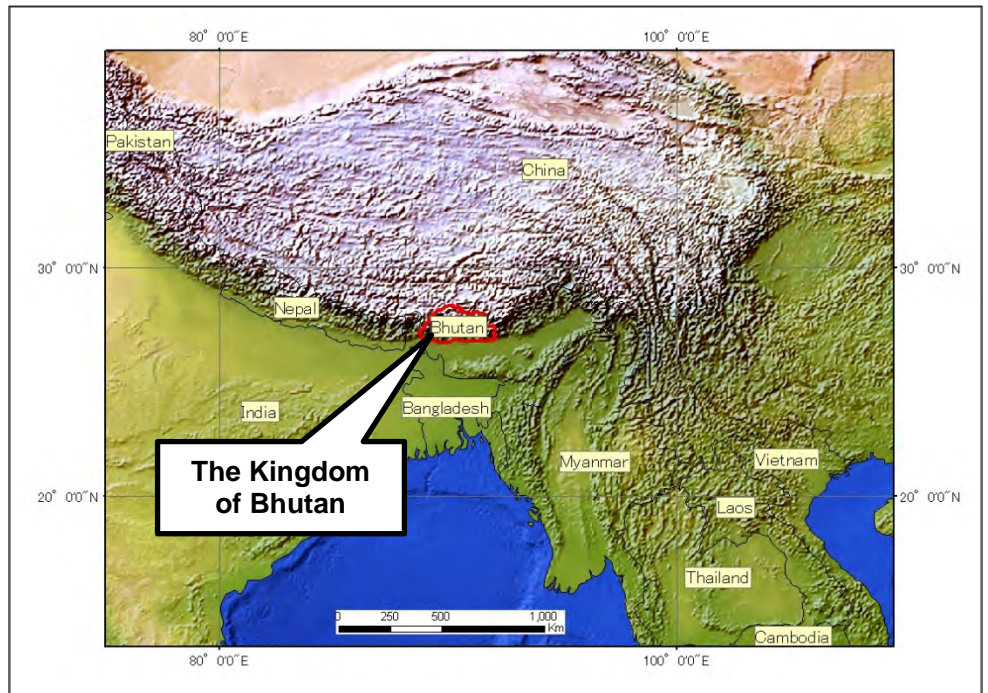 80° 0'0"E
100° 0'0"E
Pakistan
China
30° 0'0"N
30° 0'0"N
Nepal
Bhutan
India
Bangladesh
The Kingdom
of Bhutan
Myanmar
Vietnam
20° 0'0"N
20° 0'0"N
Laos
Thailand
0 250 500 1,000
Km
Cambodia
80° 0'0"E
100° 0'0"E